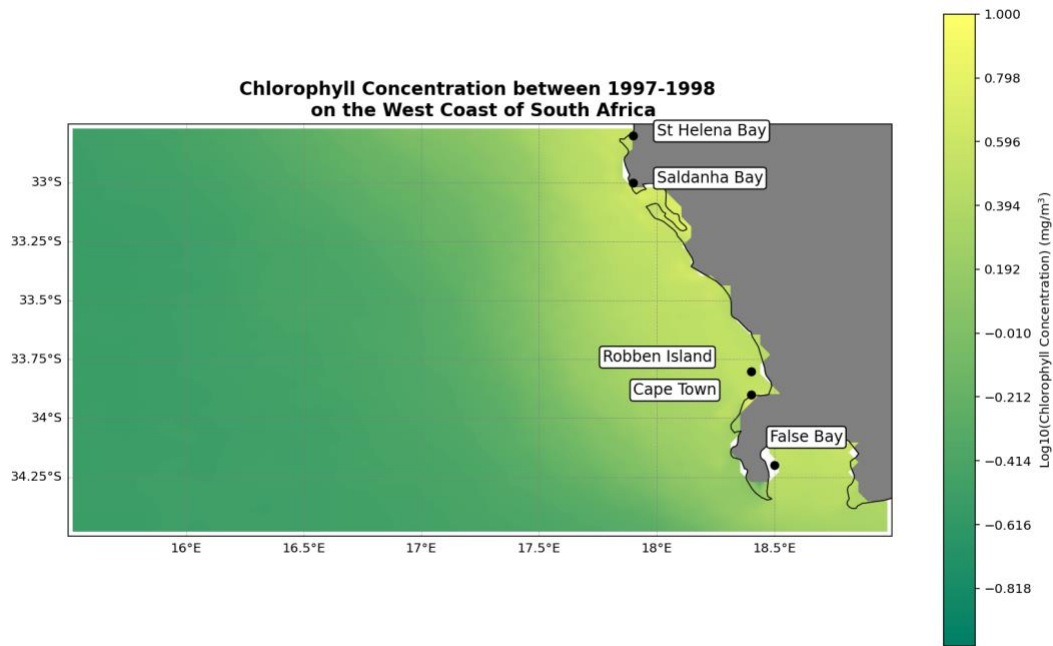 Chlorophyll Concentration between 1997-1998
on the West Coast of South Africa
St Helena Bay
Saldanha Bay
Robben Island
Cape Town
False Bay
33°S
33.25°S
33.5°S
33.75°S
34°S
34.25°S
16°E
16.5°E
17°E
17.5°E
18°E
18.5°E
1.000
0.798
0.596
0.394
0.192
−0.010
−0.212
−0.414
−0.616
−0.818
Log10(Chlorophyll Concentration) (mg/m³)